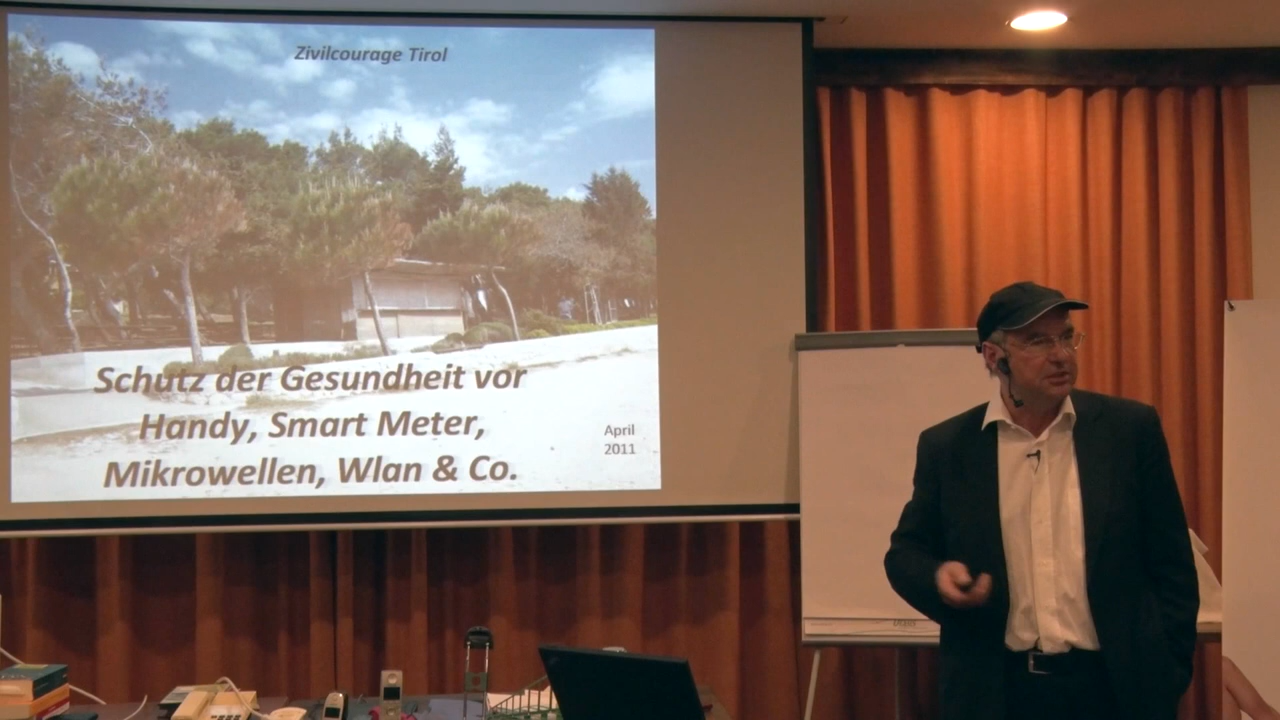 Zivilcourage Tirol
Schutz der Gesundheit vor
Handy, Smart Meter,
Mikrowellen, Wlan & Co.
April
2011